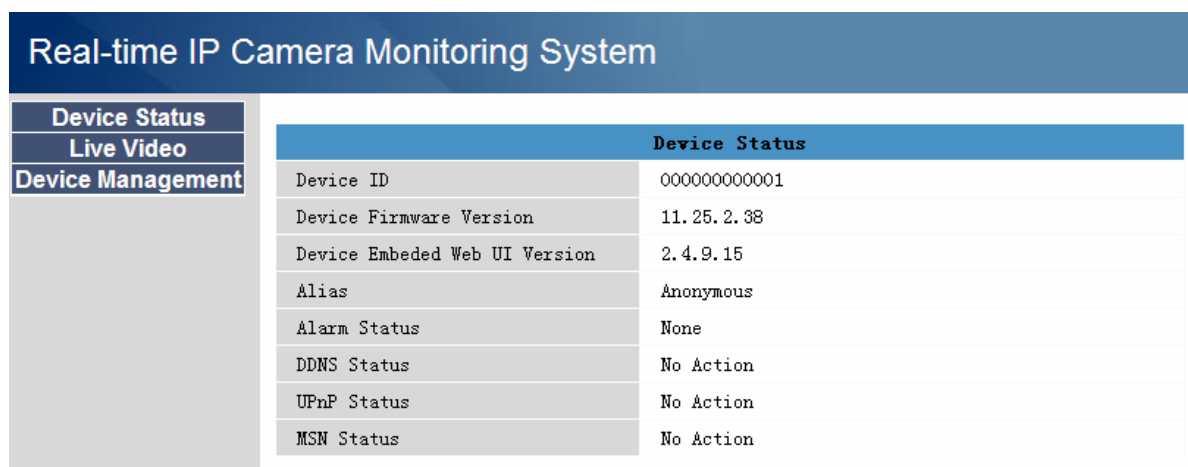 Real-time IP Camera Monitoring System
Device Status
Live Video
Device Management
Device Status
Device ID 000000000001
Device Firmware Version 11.25.2.38
Device Embeded Web UI Version 2.4.9.15
Alias Anonymous
Alarm Status None
DDNS Status No Action
UPnP Status No Action
MSN Status No Action